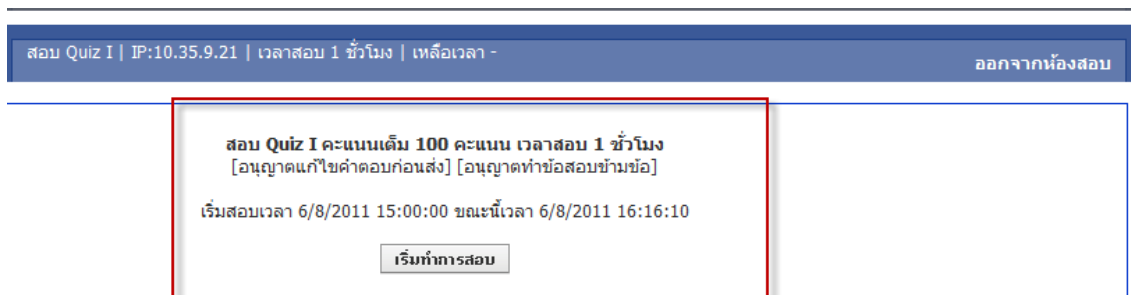 สอบ Quiz I | IP:10.35.9.21 | เวลาสอบ 1 ชั่วโมง | เหลือเวลา -
ออกจากห้องสอบ
สอบ Quiz I คะแนนเต็ม 100 คะแนน เวลาสอบ 1 ชั่วโมง
[อนุญาตแก้ไขคำตอบก่อนส่ง] [อนุญาตทำข้อสอบข้ามข้อ]
เริ่มสอบเวลา 6/8/2011 15:00:00 ขณะนี้เวลา 6/8/2011 16:16:10
เริ่มทำการสอบ